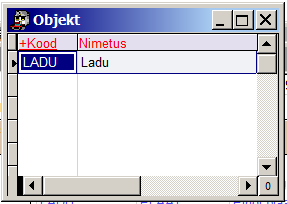 Objekt
+Kood Nimetus
LADU Ladu
0